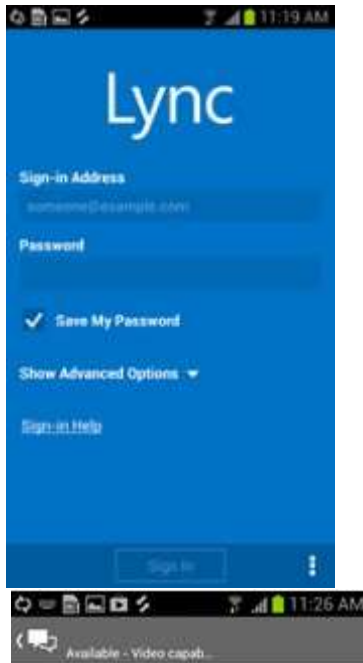 11:19 AM
Lync
Sign-in Address
someone@example.com
Password
Save My Password
Show Advanced Options
Sign-in Help
Sign In
11:26 AM
Available - Video capab...